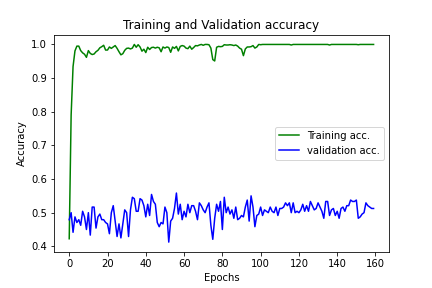 Training and Validation accuracy
1.0
0.9
0.8
0.7
0.6
0.5
0.4
Accuracy
Training acc.
validation acc.
0 20 40 60 80 100 120 140 160
Epochs